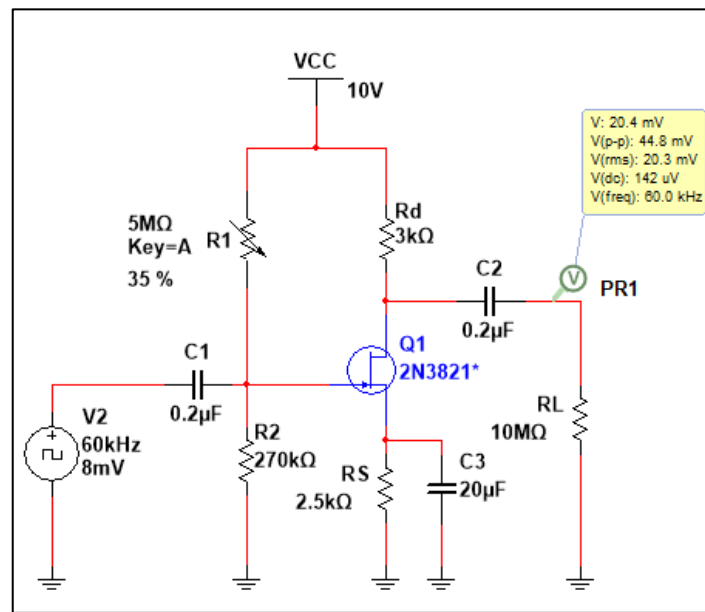 VCC
10V
V: 20.4 mV
V(p-p): 44.8 mV
V(rms): 20.3 mV
V(dc): 142 uV
V(freq): 60.0 kHz
5MΩ
Key=A
35 %
R1
Rd
3kΩ
C2
0.2µF
V
PR1
C1
0.2µF
Q1
2N3821*
V2
60kHz
8mV
R2
270kΩ
RS
2.5kΩ
C3
20µF
RL
10MΩ